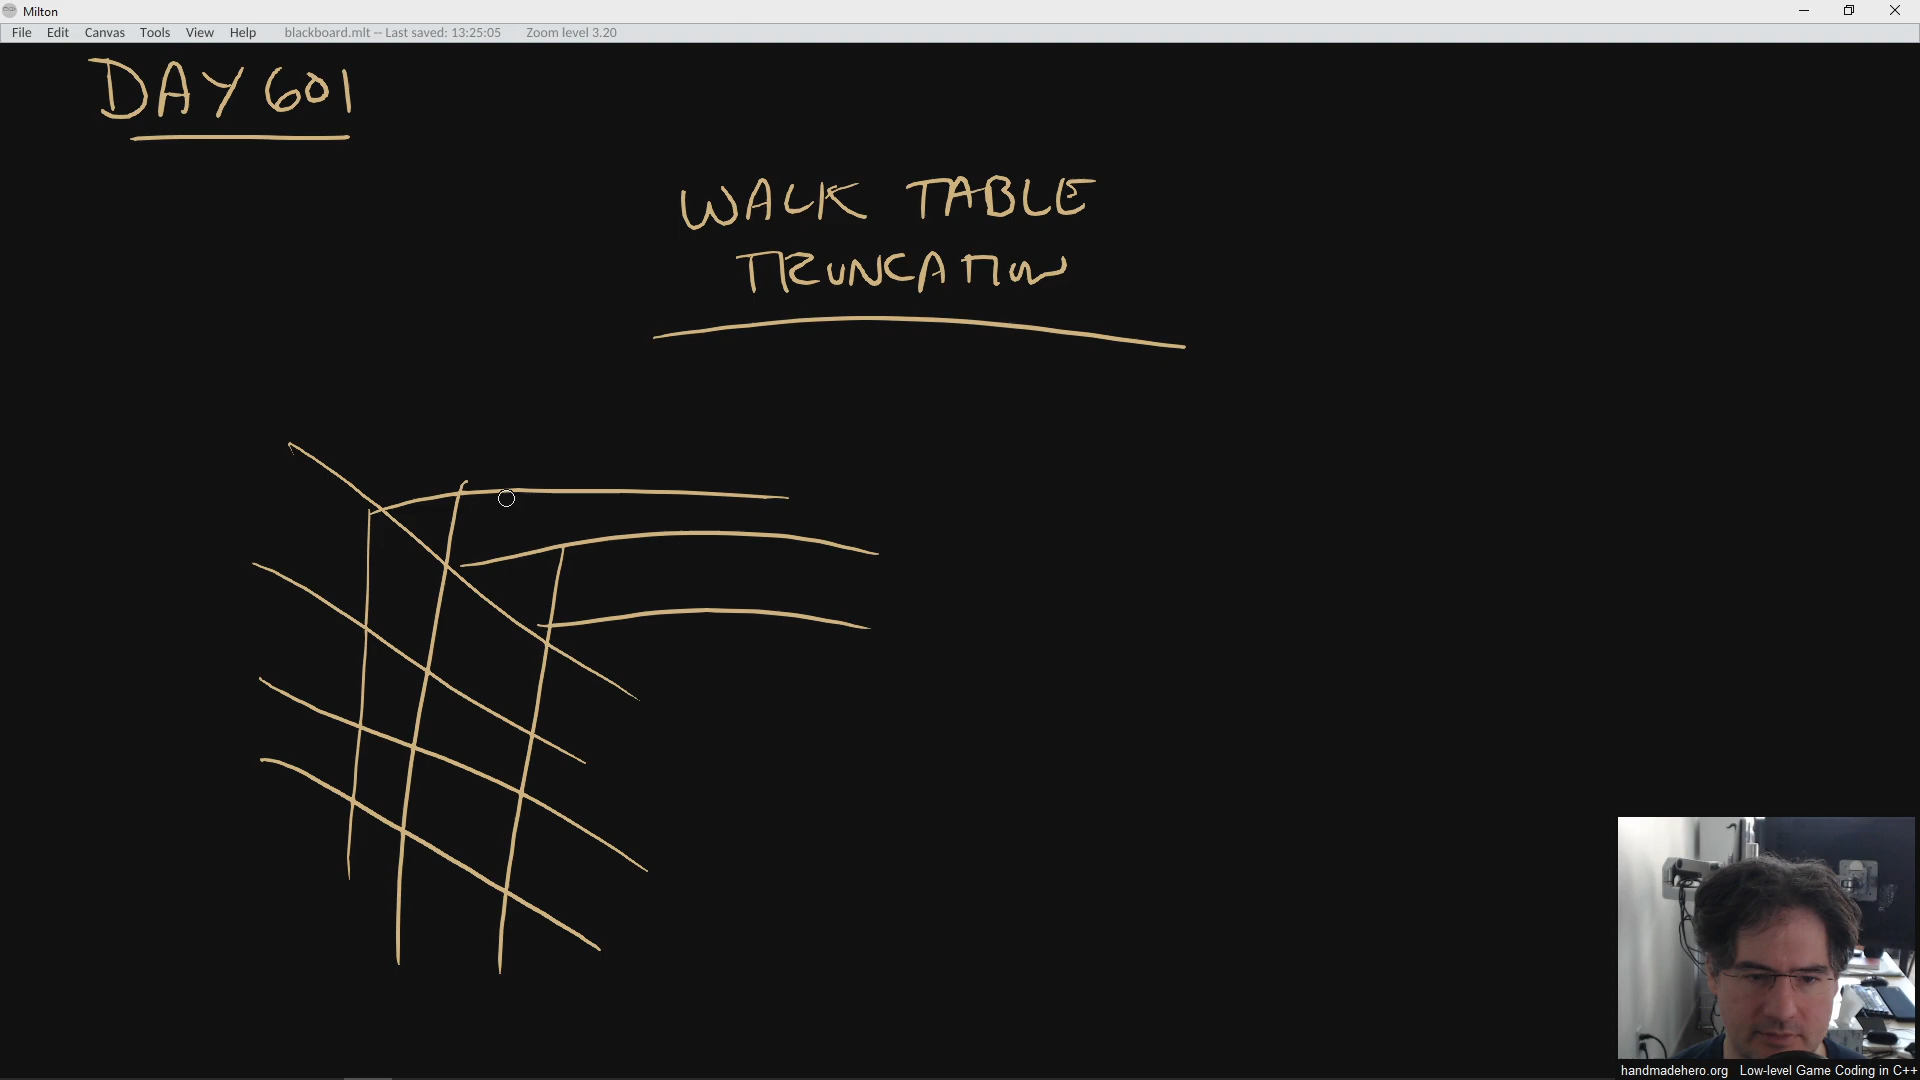 Milton
File Edit Canvas Tools View Help blackboard.mlt -- Last saved: 13:25:05 Zoom level 3.20
DAY 601
WALK TABLE
TRUNCATION
handmadehero.org Low-level Game Coding in C++